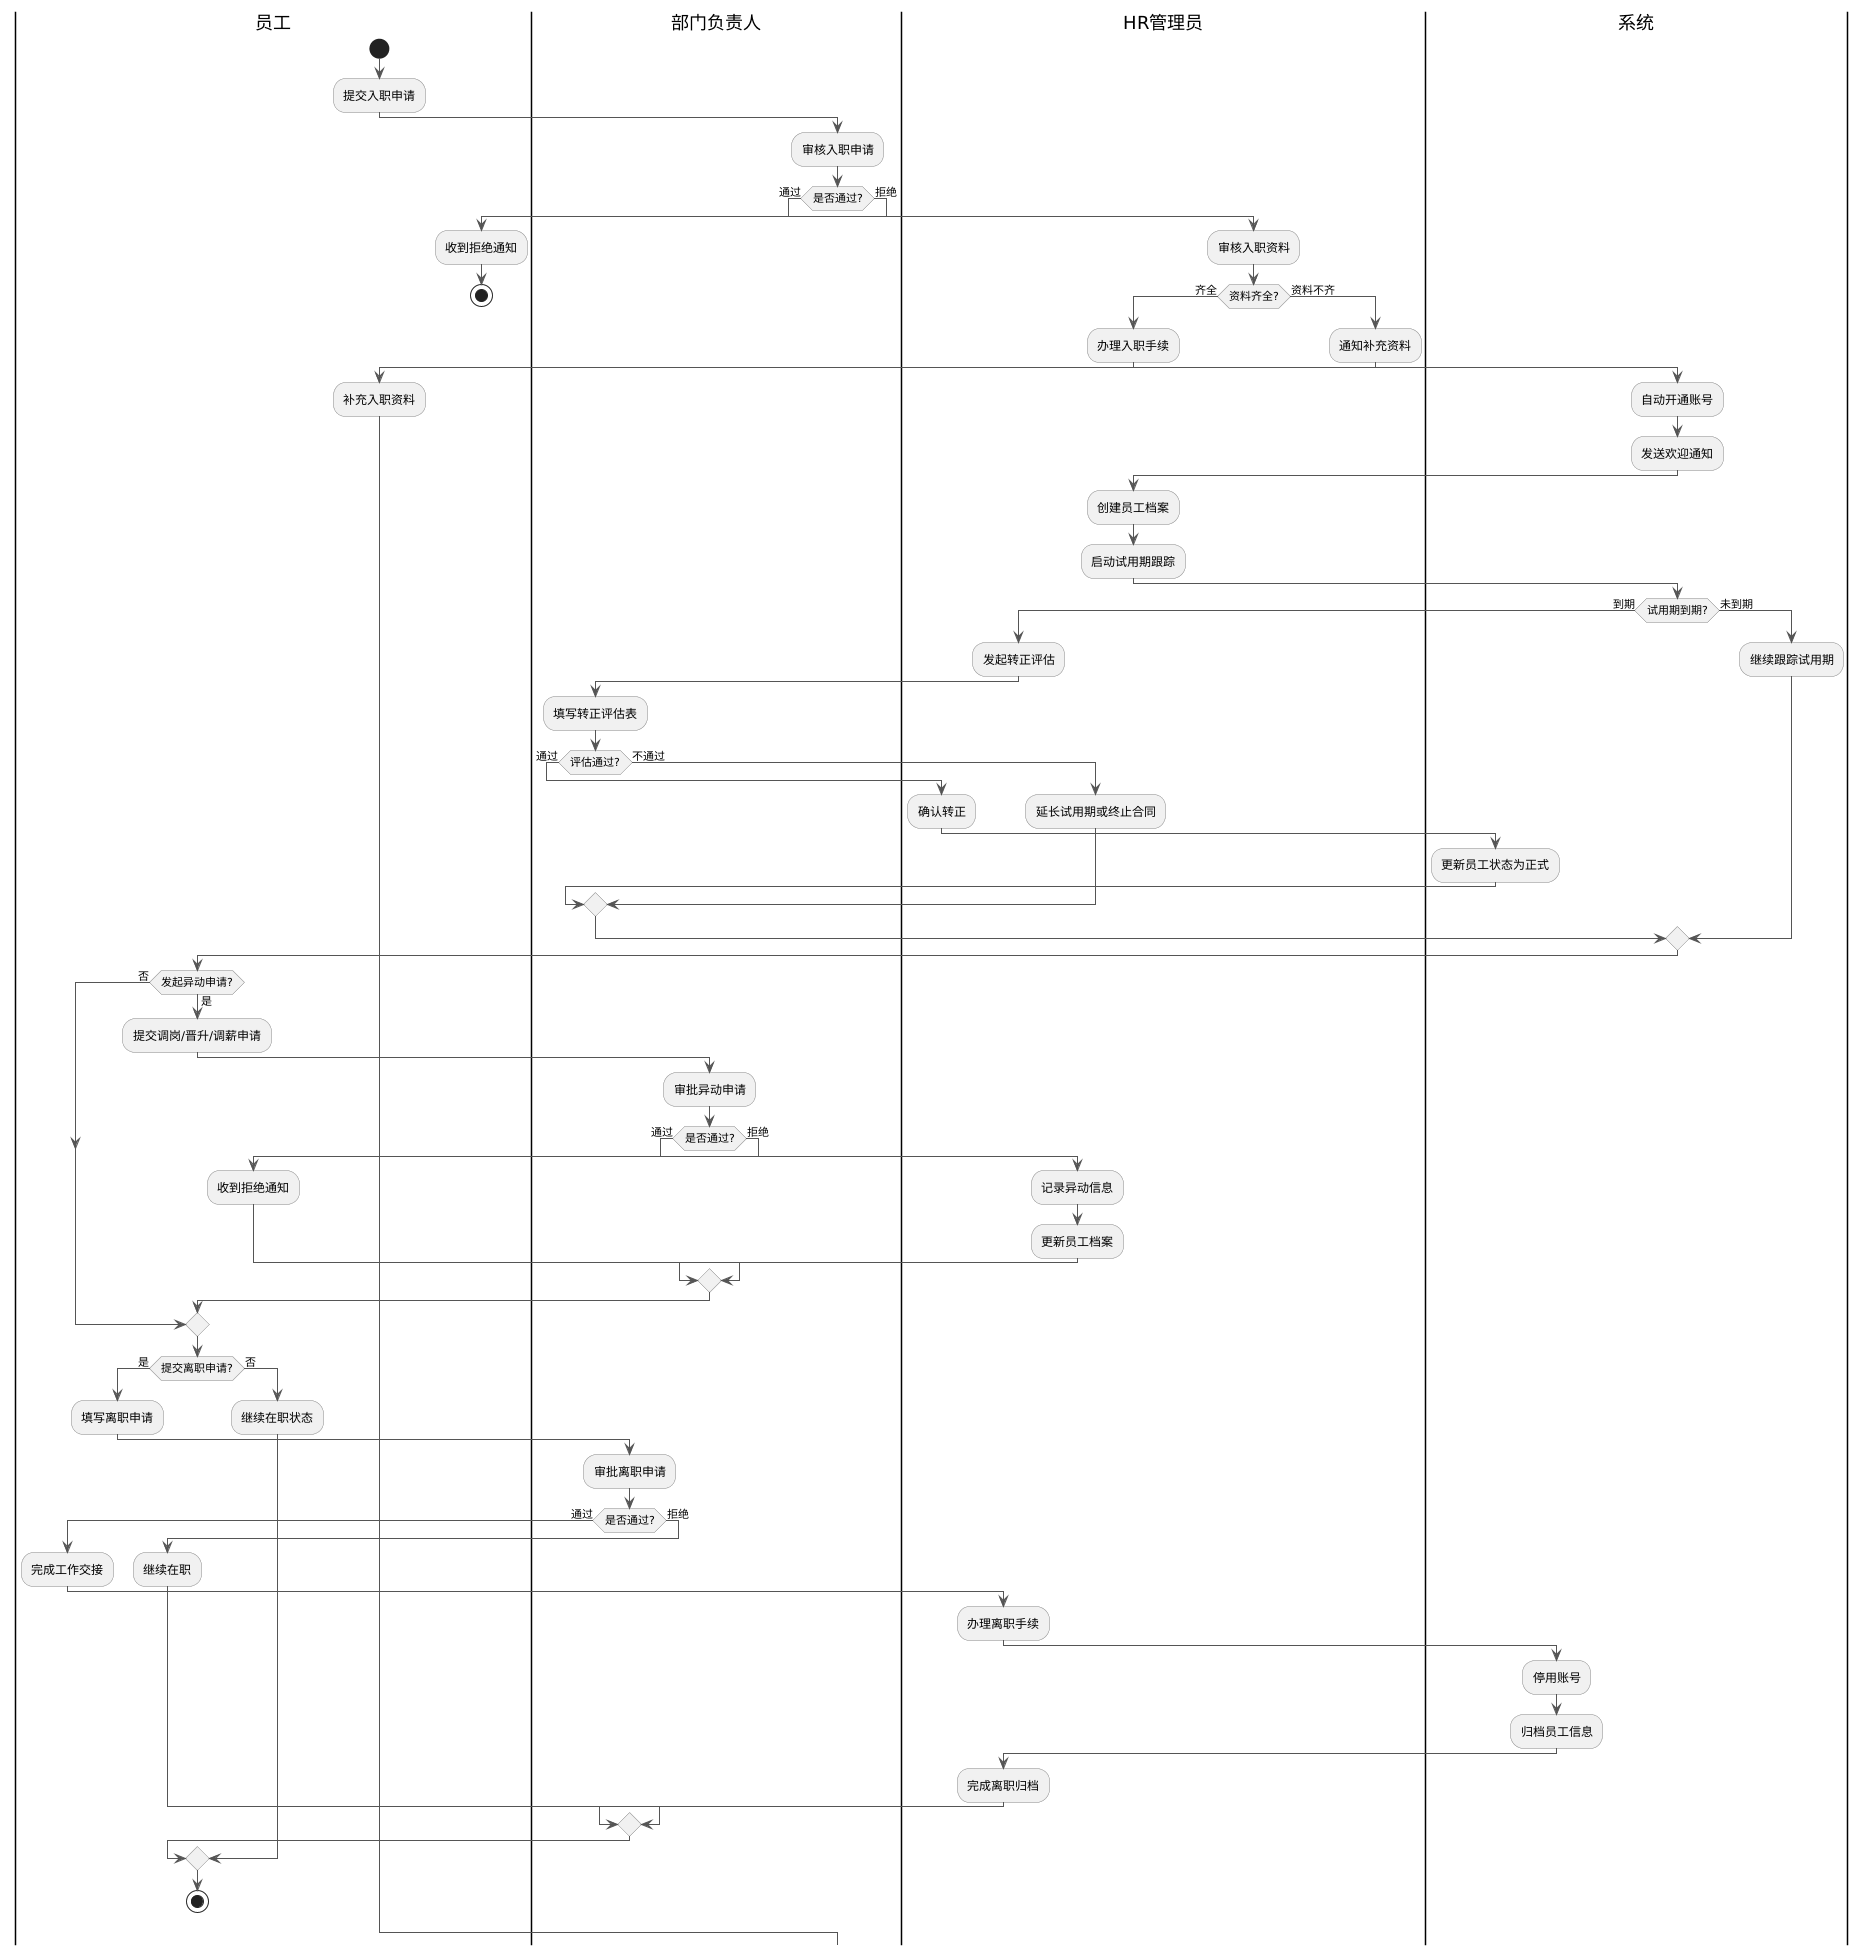 员工
部门负责人
HR管理员
系统
提交入职申请
审核入职申请
通过
是否通过?
拒绝
收到拒绝通知
审核入职资料
齐全
资料齐全?
资料不齐
办理入职手续
通知补充资料
补充入职资料
自动开通账号
发送欢迎通知
创建员工档案
启动试用期跟踪
到期
试用期到期?
未到期
发起转正评估
继续跟踪试用期
填写转正评估表
通过
评估通过?
不通过
确认转正
延长试用期或终止合同
更新员工状态为正式
否
发起异动申请?
是
提交调岗/晋升/调薪申请
审批异动申请
通过
是否通过?
拒绝
收到拒绝通知
记录异动信息
更新员工档案
是
提交离职申请?
否
填写离职申请
继续在职状态
审批离职申请
通过
是否通过?
拒绝
完成工作交接
继续在职
办理离职手续
停用账号
归档员工信息
完成离职归档